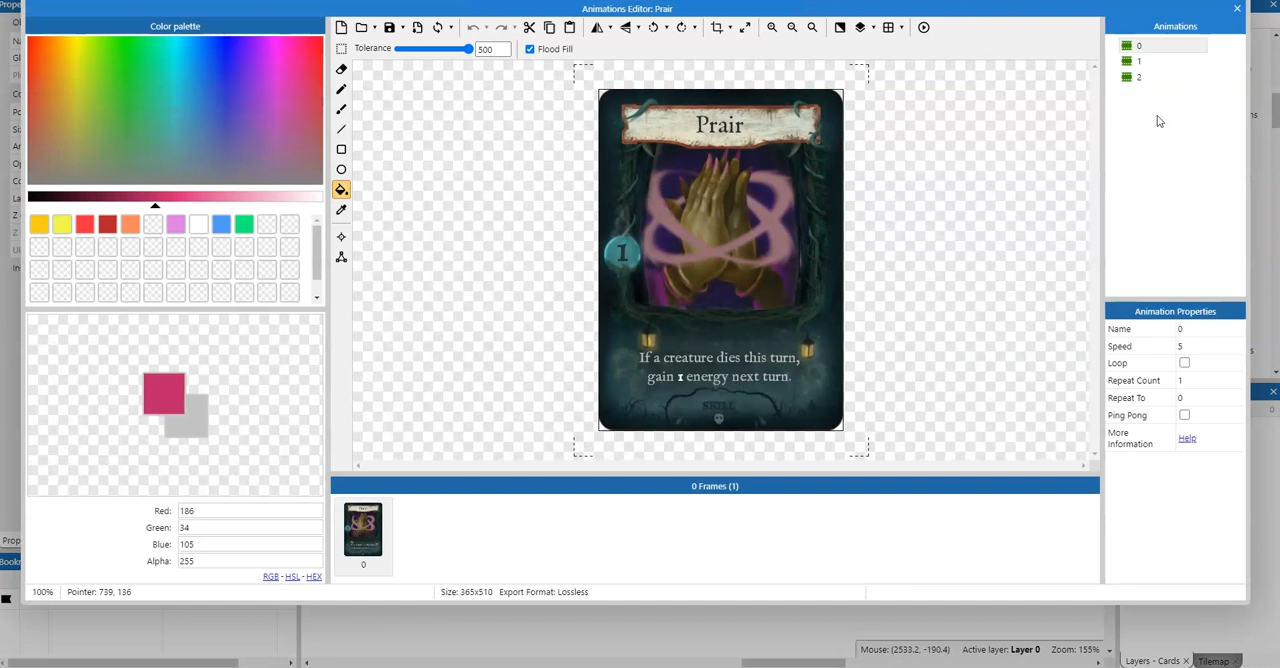 Animations Editor: Prair
Color palette
Animations
Tolerance 500 Flood Fill
0
1
2
Prair
1
If a creature dies this turn,
gain 1 energy next turn.
SKILL
Animation Properties
Name 0
Speed 5
Loop
Repeat Count 1
Repeat To 0
Ping Pong
More
Information Help
0 Frames (1)
0
Red: 186
Green: 34
Blue: 105
Alpha: 255
RGB - HSL - HEX
100% Pointer: 739, 136 Size: 365x510 Export Format: Lossless
Mouse: (2533.2, -190.4) Active layer: Layer 0 Zoom: 155%
Layers - Cards Tilemap